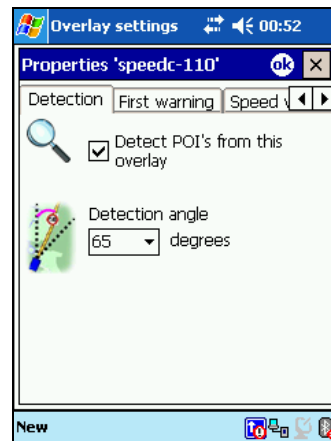 Overlay settings 00:52
Properties 'speedc-110' ok
Detection First warning Speed
Detect POI's from this
overlay
Detection angle
65 degrees
New